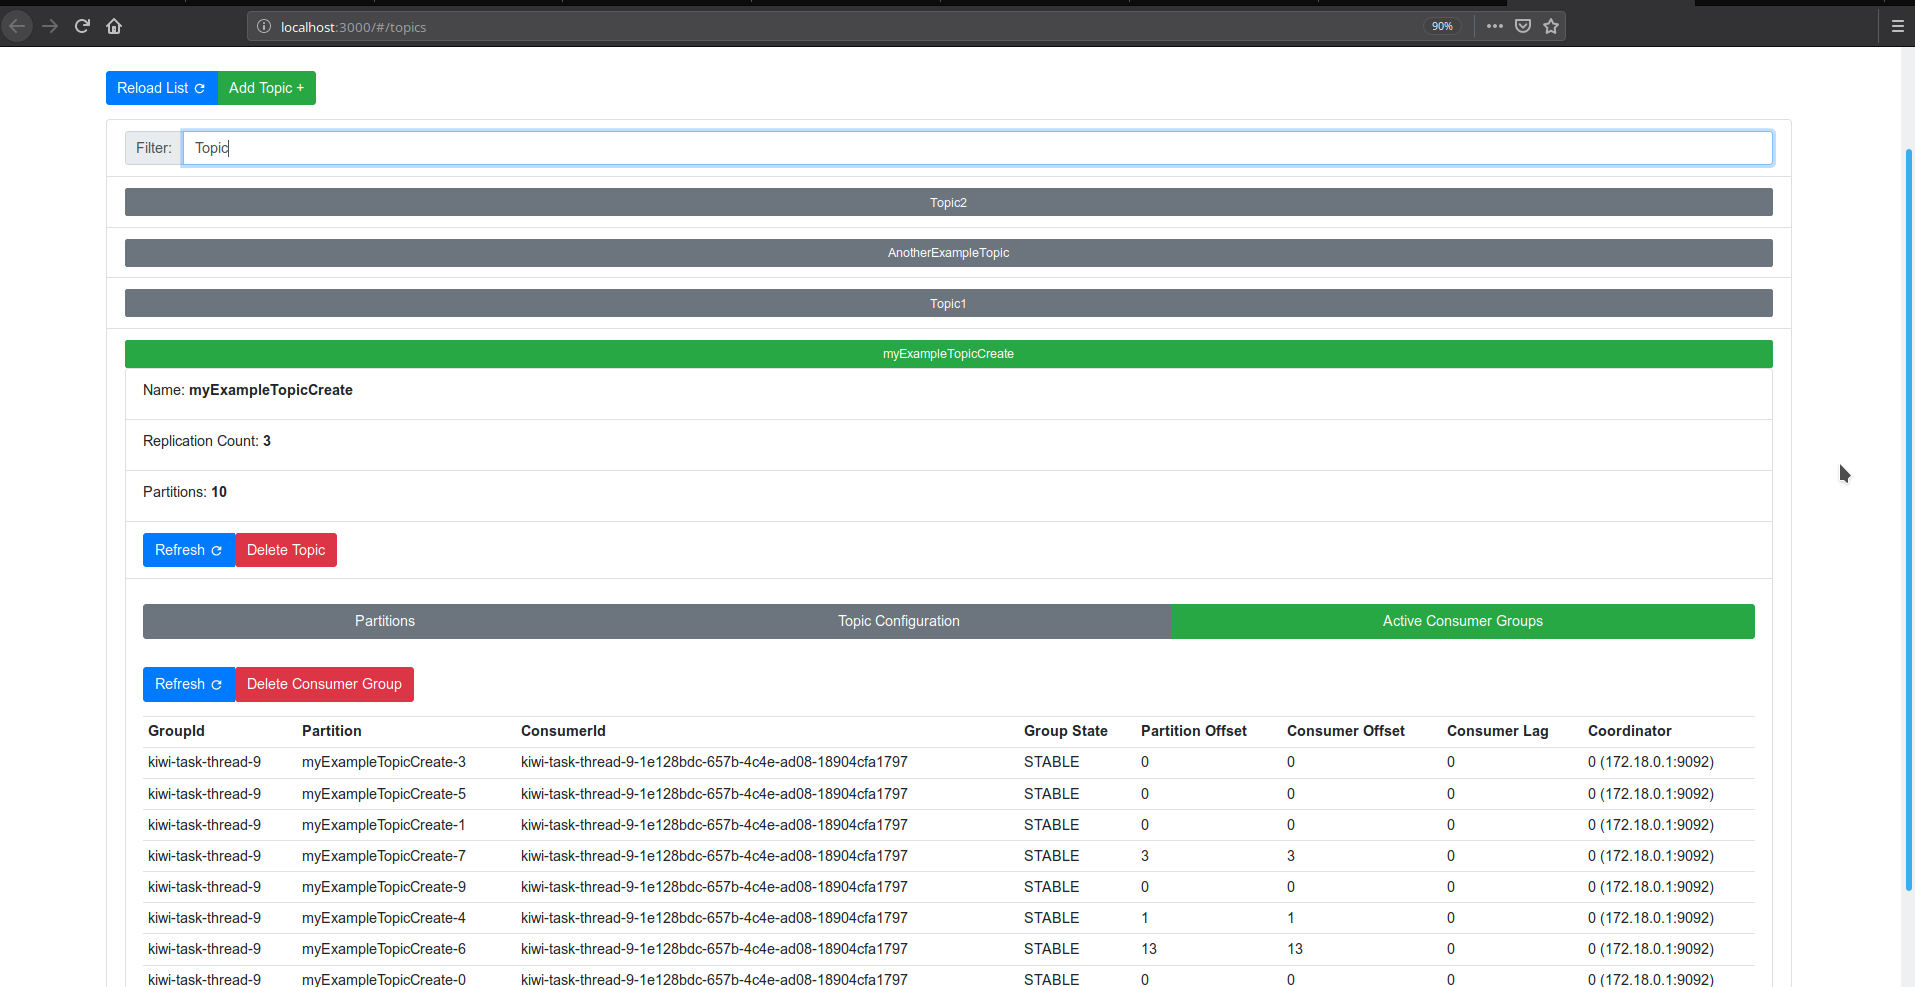 localhost:3000/#/topics 90%
Reload List Add Topic +
Filter: Topic
Topic2
AnotherExampleTopic
Topic1
myExampleTopicCreate
Name: myExampleTopicCreate
Replication Count: 3
Partitions: 10
Refresh Delete Topic
Partitions Topic Configuration Active Consumer Groups
Refresh Delete Consumer Group
GroupId Partition ConsumerId Group State Partition Offset Consumer Offset Consumer Lag Coordinator
kiwi-task-thread-9 myExampleTopicCreate-3 kiwi-task-thread-9-1e128bdc-657b-4c4e-ad08-18904cfa1797 STABLE 0 0 0 0 (172.18.0.1:9092)
kiwi-task-thread-9 myExampleTopicCreate-5 kiwi-task-thread-9-1e128bdc-657b-4c4e-ad08-18904cfa1797 STABLE 0 0 0 0 (172.18.0.1:9092)
kiwi-task-thread-9 myExampleTopicCreate-1 kiwi-task-thread-9-1e128bdc-657b-4c4e-ad08-18904cfa1797 STABLE 0 0 0 0 (172.18.0.1:9092)
kiwi-task-thread-9 myExampleTopicCreate-7 kiwi-task-thread-9-1e128bdc-657b-4c4e-ad08-18904cfa1797 STABLE 3 3 0 0 (172.18.0.1:9092)
kiwi-task-thread-9 myExampleTopicCreate-9 kiwi-task-thread-9-1e128bdc-657b-4c4e-ad08-18904cfa1797 STABLE 0 0 0 0 (172.18.0.1:9092)
kiwi-task-thread-9 myExampleTopicCreate-4 kiwi-task-thread-9-1e128bdc-657b-4c4e-ad08-18904cfa1797 STABLE 1 1 0 0 (172.18.0.1:9092)
kiwi-task-thread-9 myExampleTopicCreate-6 kiwi-task-thread-9-1e128bdc-657b-4c4e-ad08-18904cfa1797 STABLE 13 13 0 0 (172.18.0.1:9092)
kiwi-task-thread-9 myExampleTopicCreate-0 kiwi-task-thread-9-1e128bdc-657b-4c4e-ad08-18904cfa1797 STABLE 0 0 0 0 (172.18.0.1:9092)